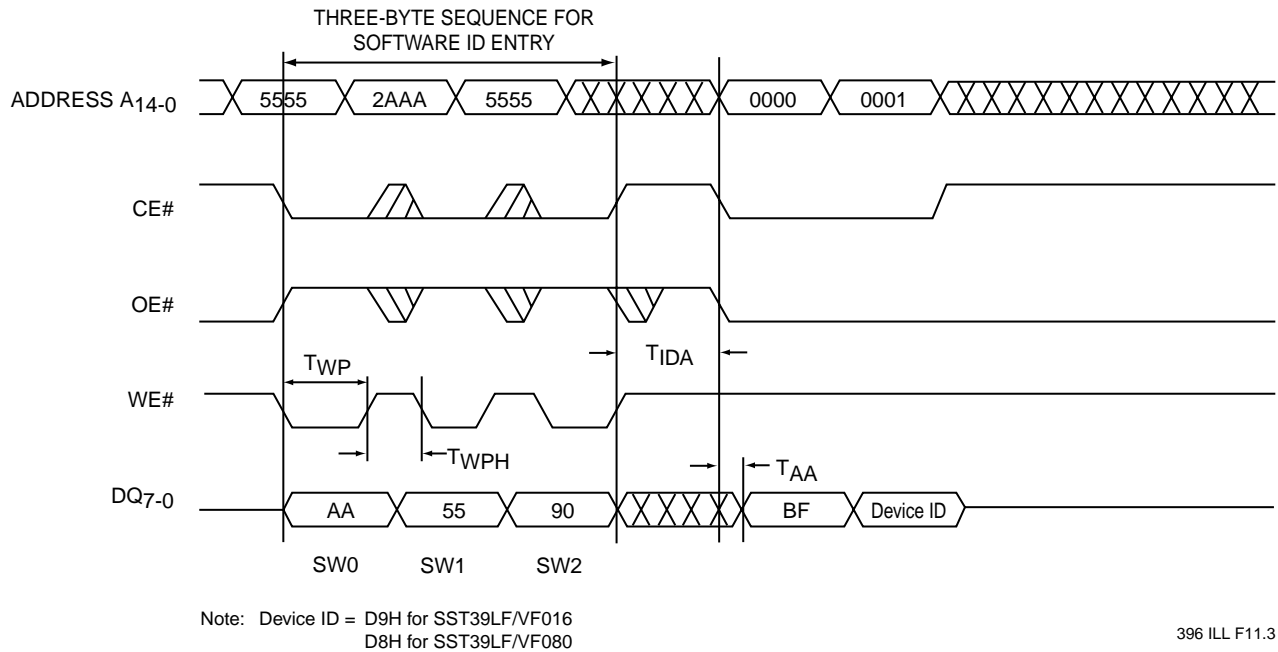 THREE-BYTE SEQUENCE FOR
SOFTWARE ID ENTRY
ADDRESS A14-0
5555
2AAA
5555
0000
0001
CE#
OE#
TIDA
TWP
WE#
TWPH
TAA
DQ7-0
AA
55
90
BF
Device ID
SW0
SW1
SW2
Note: Device ID = D9H for SST39LF/VF016
D8H for SST39LF/VF080
396 ILL F11.3